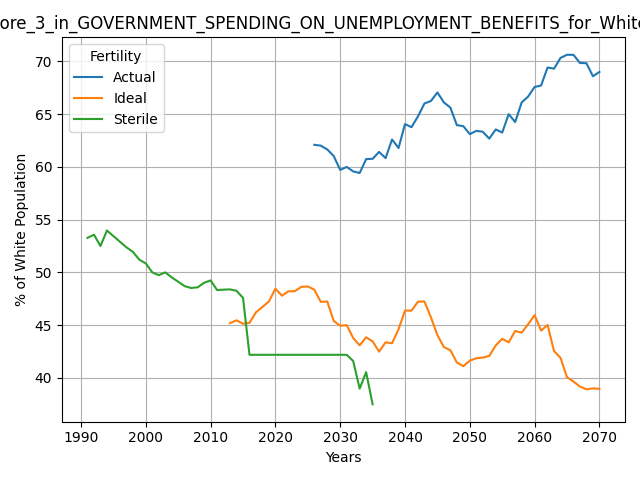 ore_3_in_GOVERNMENT_SPENDING_ON_UNEMPLOYMENT_BENEFITS_for_White
Fertility
Actual
Ideal
Sterile
% of White Population
70
65
60
55
50
45
40
1990 2000 2010 2020 2030 2040 2050 2060 2070
Years